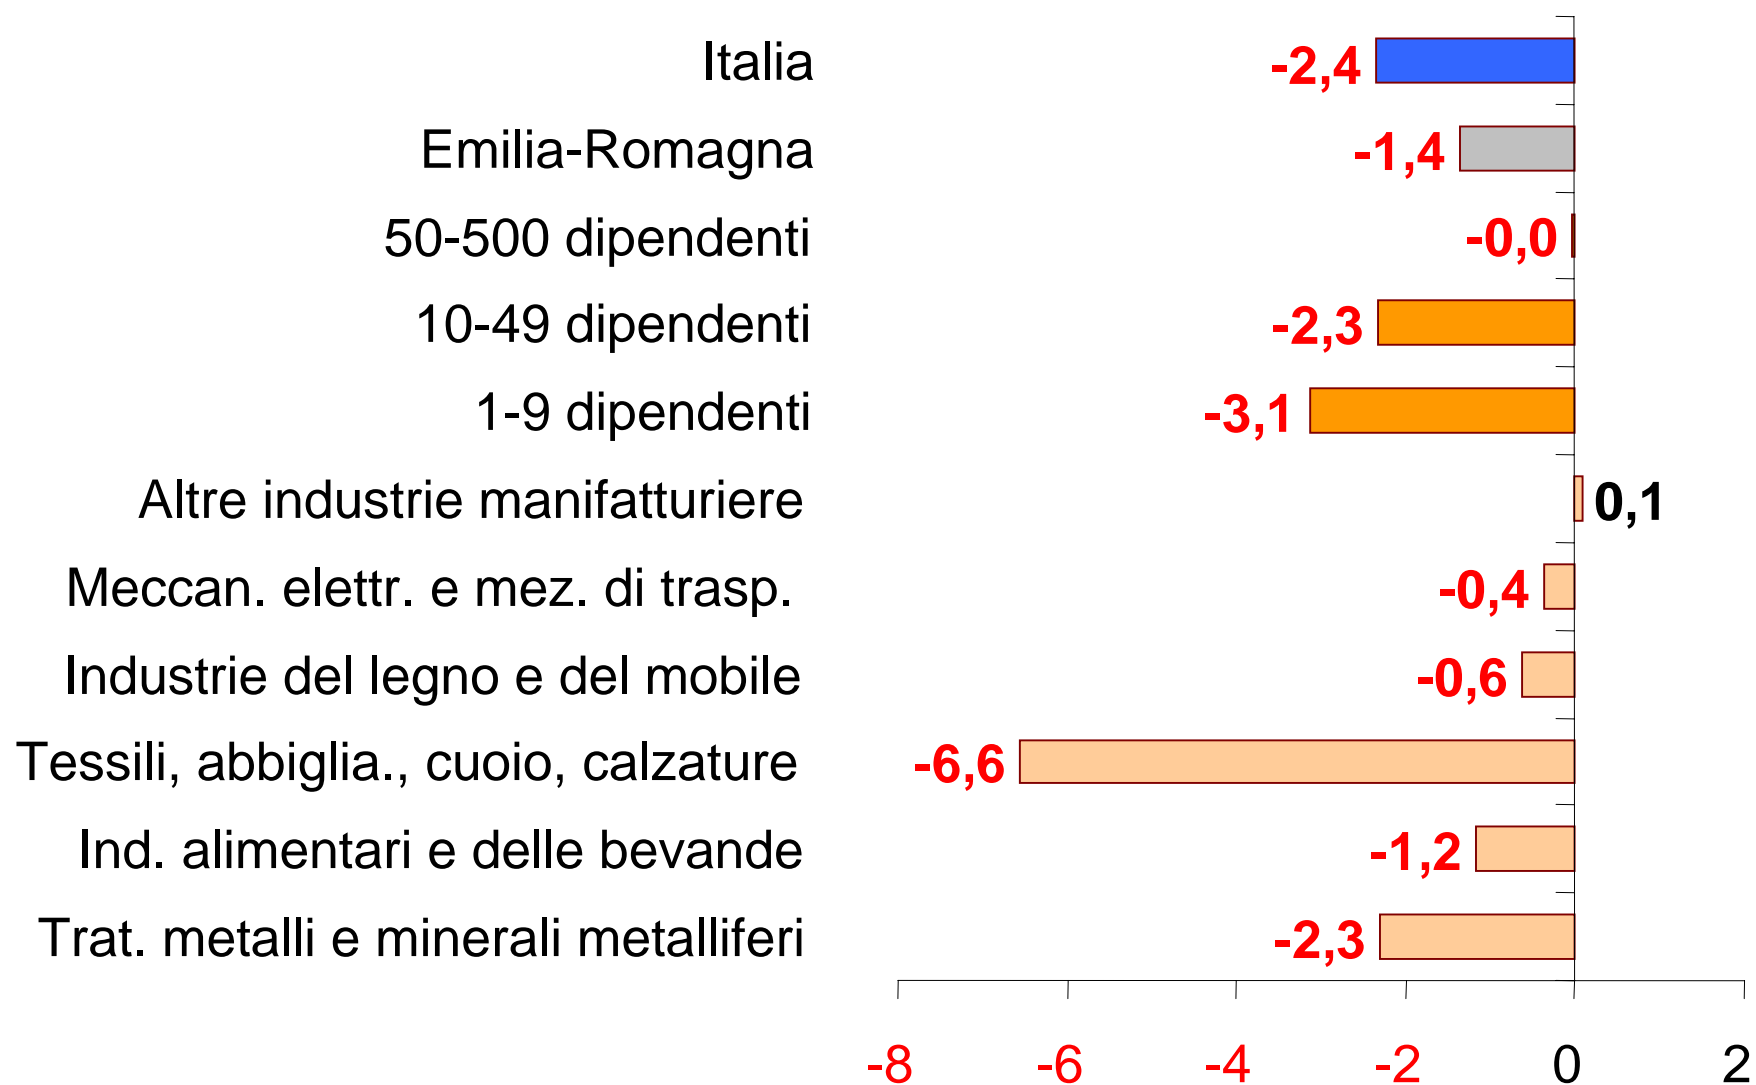 Italia -2,4
Emilia-Romagna -1,4
50-500 dipendenti -0,0
10-49 dipendenti -2,3
1-9 dipendenti -3,1
Altre industrie manifatturiere 0,1
Meccan. elettr. e mez. di trasp. -0,4
Industrie del legno e del mobile -0,6
Tessili, abbiglia., cuoio, calzature -6,6
Ind. alimentari e delle bevande -1,2
Trat. metalli e minerali metalliferi -2,3
-8 -6 -4 -2 0 2